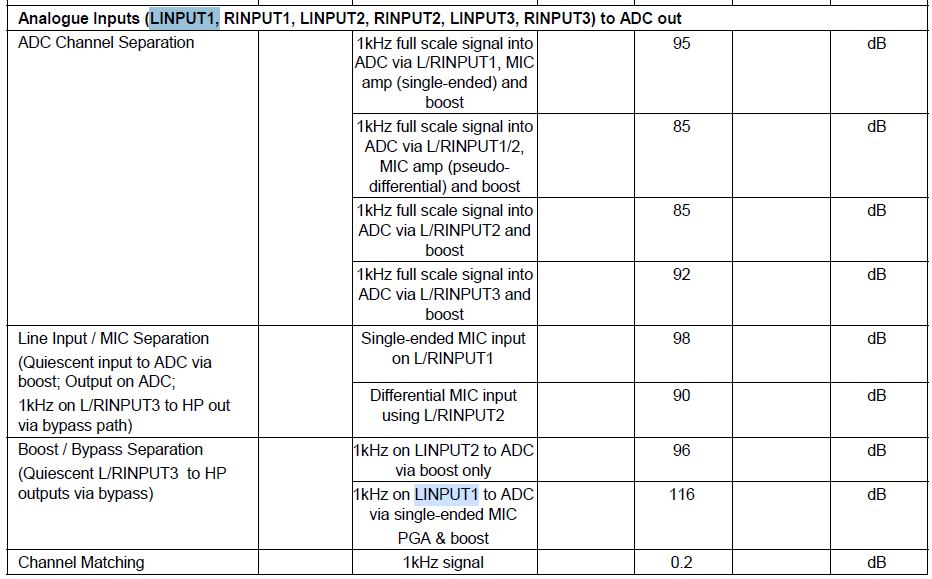 Analogue Inputs (LINPUT1, RINPUT1, LINPUT2, RINPUT2, LINPUT3, RINPUT3) to ADC out
ADC Channel Separation
1kHz full scale signal into
ADC via L/RINPUT1, MIC
amp (single-ended) and
boost
95
dB
1kHz full scale signal into
ADC via L/RINPUT1/2,
MIC amp (pseudo-
differential) and boost
85
dB
1kHz full scale signal into
ADC via L/RINPUT2 and
boost
85
dB
1kHz full scale signal into
ADC via L/RINPUT3 and
boost
92
dB
Line Input / MIC Separation
(Quiescent input to ADC via
boost; Output on ADC;
1kHz on L/RINPUT3 to HP out
via bypass path)
Single-ended MIC input
on L/RINPUT1
98
dB
Differential MIC input
using L/RINPUT2
90
dB
Boost / Bypass Separation
(Quiescent L/RINPUT3 to HP
outputs via bypass)
1kHz on LINPUT2 to ADC
via boost only
96
dB
1kHz on LINPUT1 to ADC
via single-ended MIC
PGA & boost
116
dB
Channel Matching
1kHz signal
0.2
dB